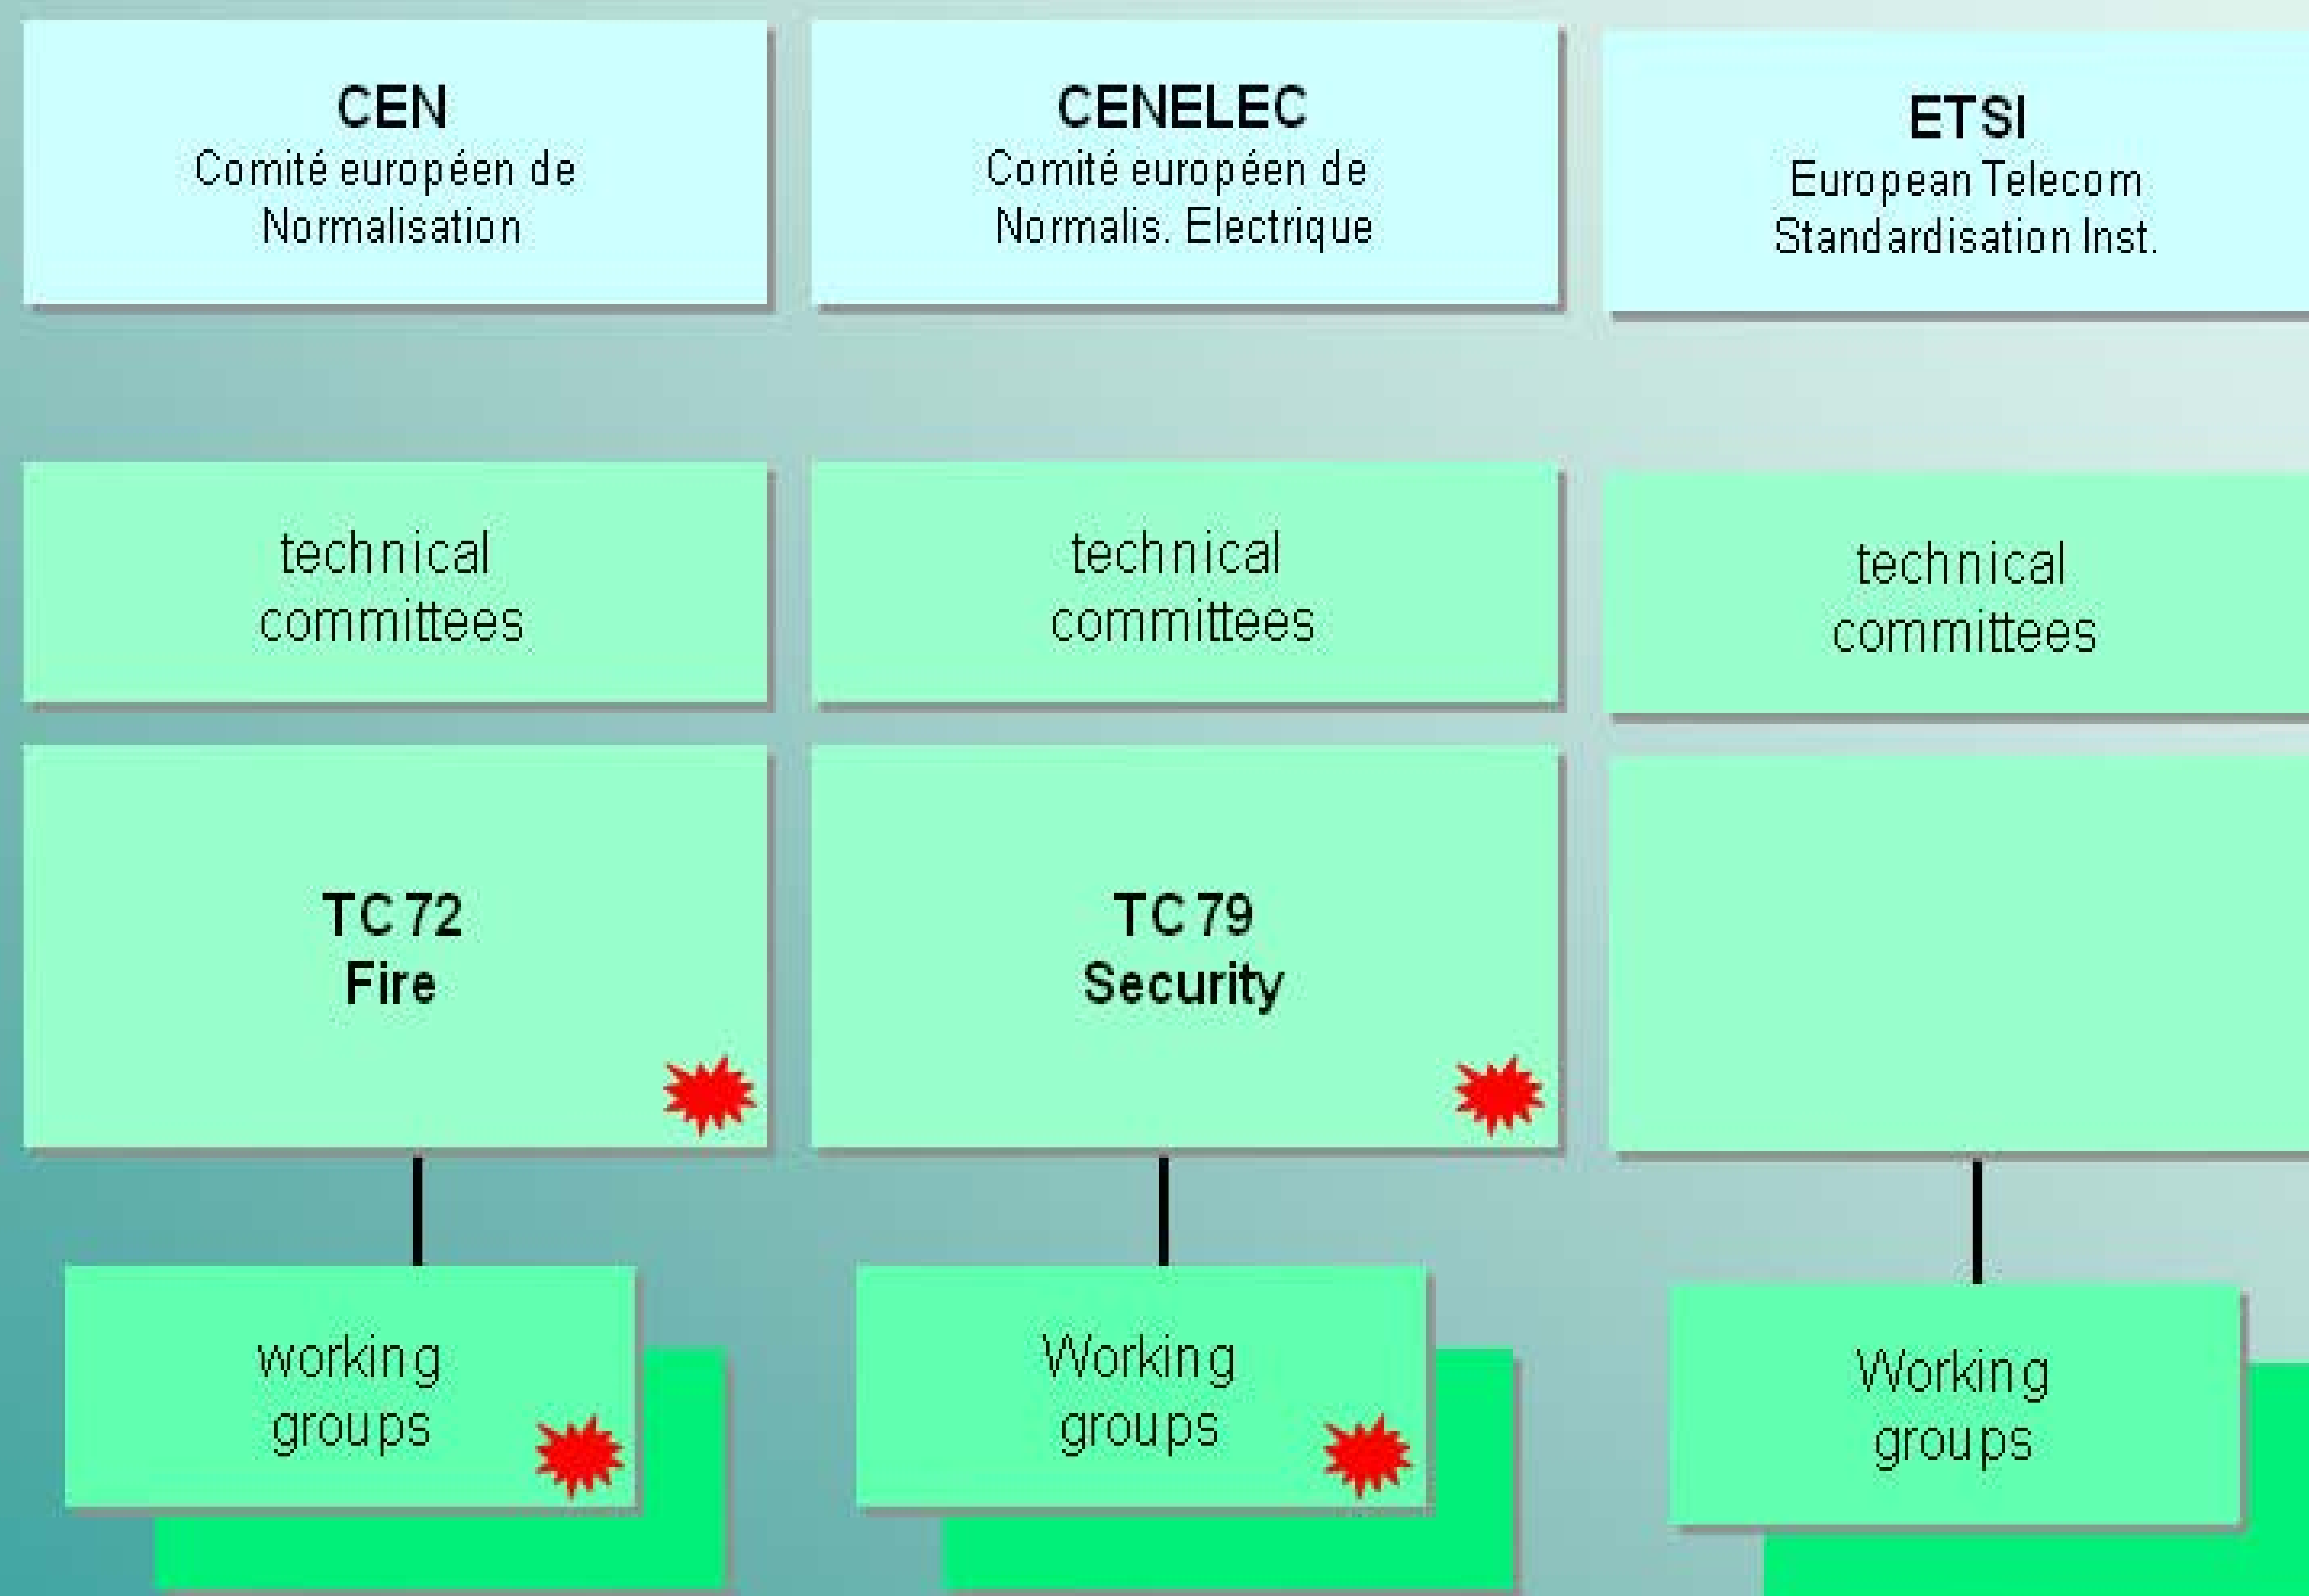 CEN
Comité européen de
Normalisation
CENELEC
Comité européen de
Normalis. Electrique
ETSI
European Telecom
Standardisation Inst.
technical
committees
technical
committees
technical
committees
TC 72
Fire
TC 79
Security
working
groups
Working
groups
Working
groups